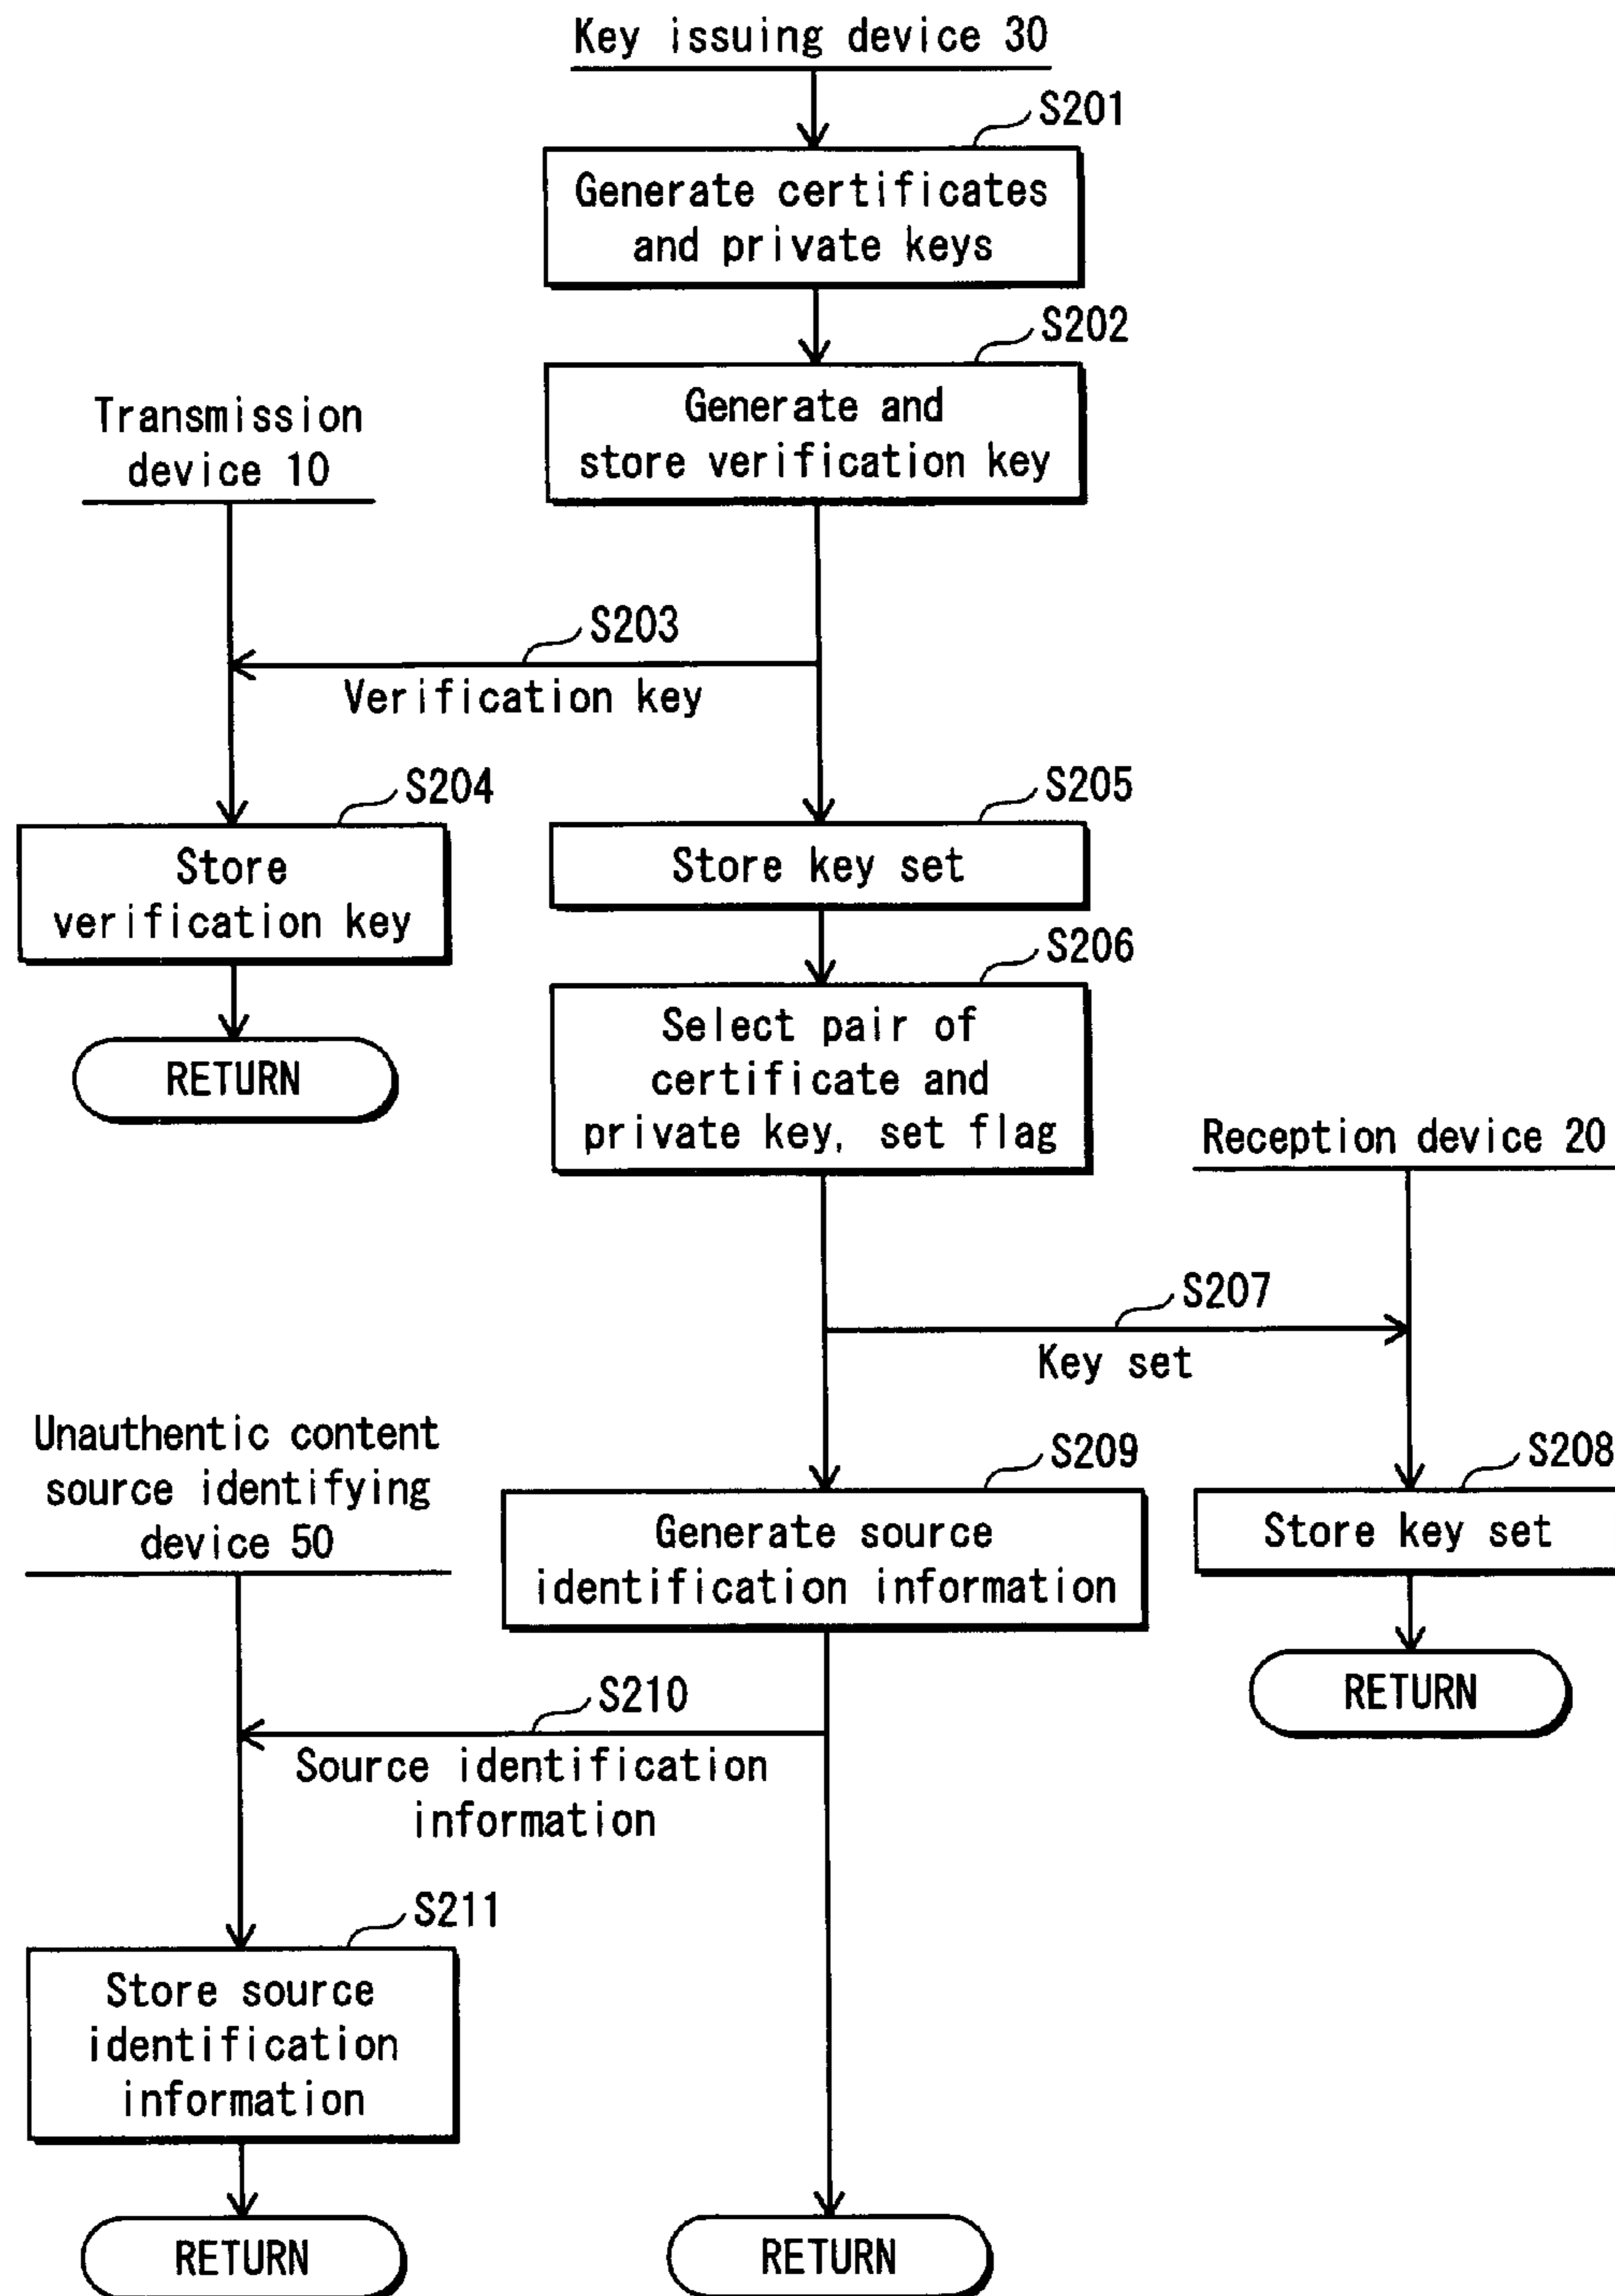 Key issuing device 30
S201
Generate certificates
and private keys
S202
Generate and
store verification key
Transmission
device 10
S203
Verification key
S204
Store
verification key
RETURN
S205
Store key set
S206
Select pair of
certificate and
private key, set flag
Reception device 20
S207
Key set
S208
Store key set
RETURN
Unauthentic content
source identifying
device 50
S209
Generate source
identification information
S210
Source identification
information
S211
Store source
identification
information
RETURN
RETURN